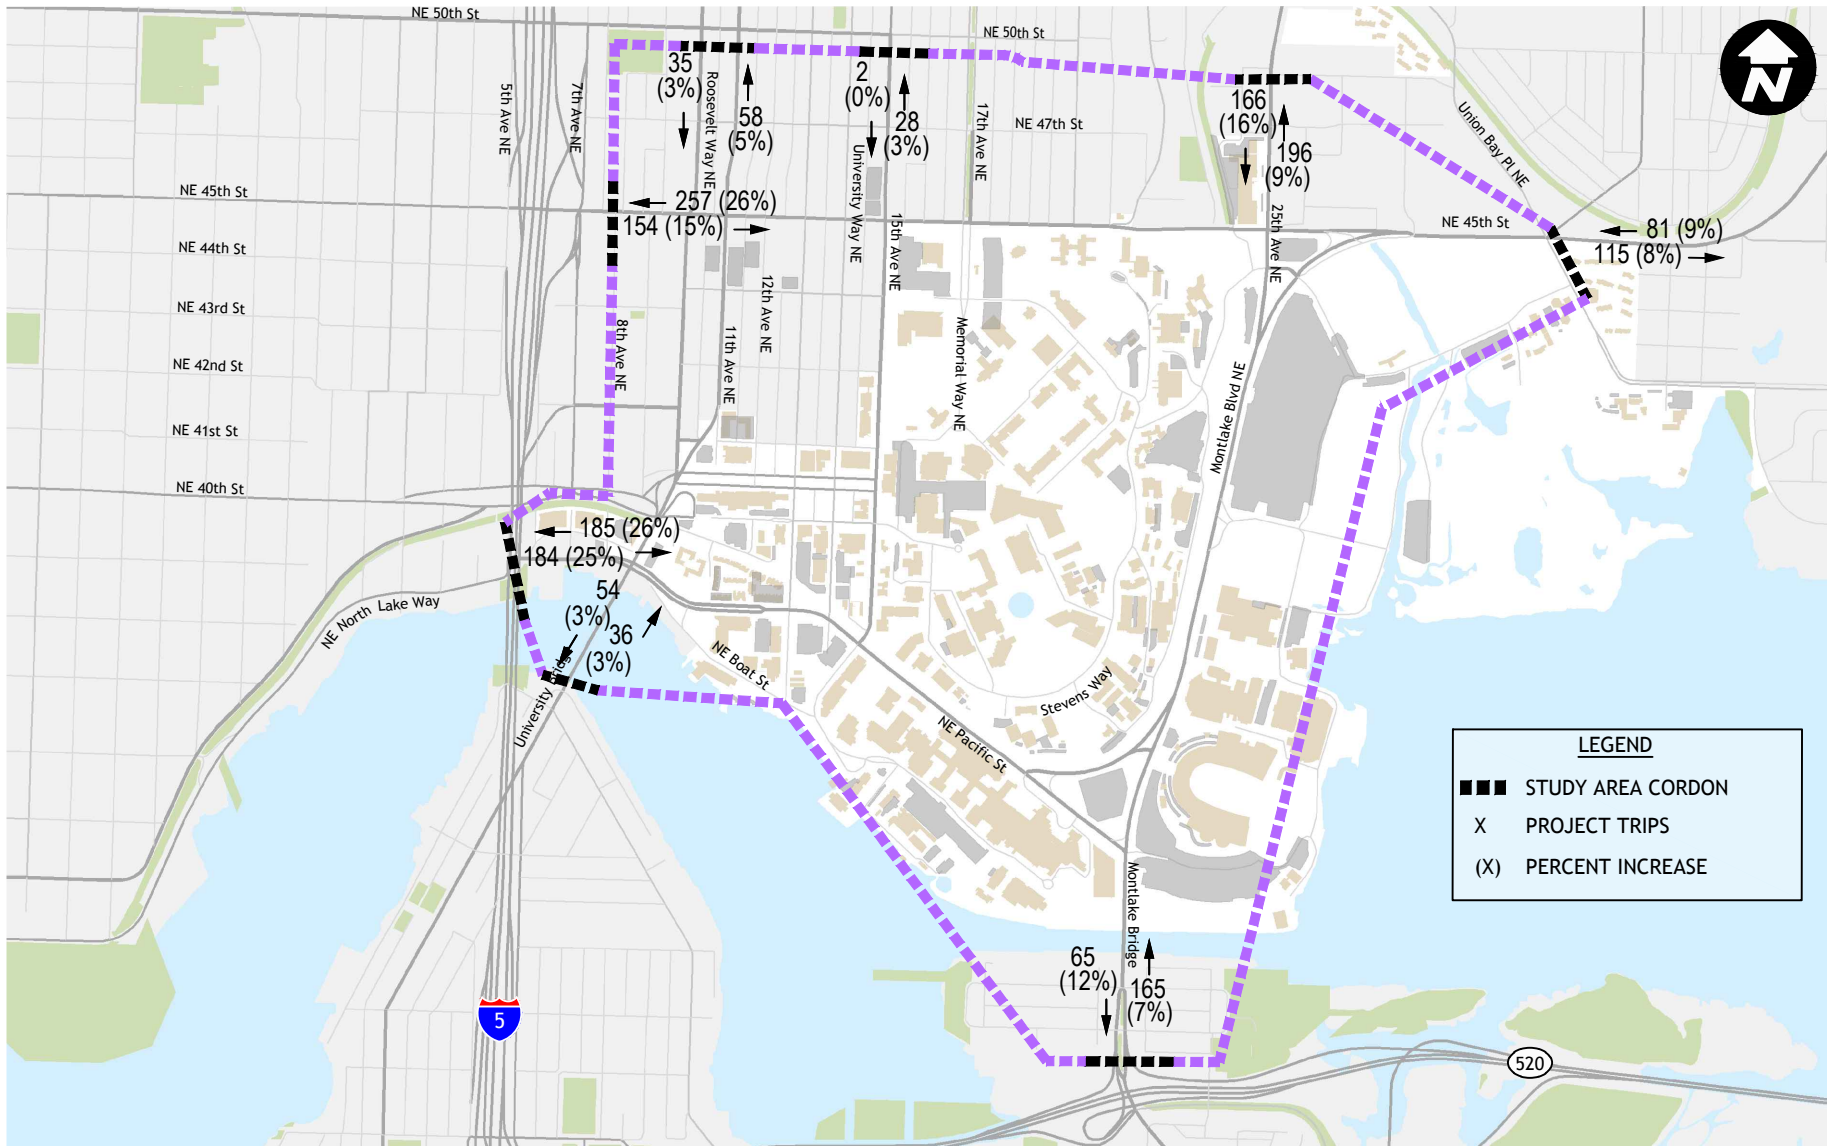 NE 50th St
NE 50th St
N
35
(3%)
Roosevelt Way NE
58
(5%)
2
(0%)
28
(3%)
5th Ave NE
7th Ave NE
17th Ave NE
NE 47th St
166
(16%)
196
(9%)
Union Bay Pl NE
University Way NE
NE 45th St
257 (26%)
154 (15%)
15th Ave NE
25th Ave NE
NE 45th St
81 (9%)
115 (8%)
NE 44th St
12th Ave NE
NE 43rd St
8th Ave NE
11th Ave NE
Memorial Way NE
NE 42nd St
Montlake Blvd NE
NE 41st St
NE 40th St
185 (26%)
184 (25%)
54
(3%)
36
(3%)
NE North Lake Way
University Bridge
NE Boat St
Stevens Way
NE Pacific St
LEGEND
STUDY AREA CORDON
X PROJECT TRIPS
(X) PERCENT INCREASE
Montlake Bridge
65
(12%)
165
(7%)
5
520